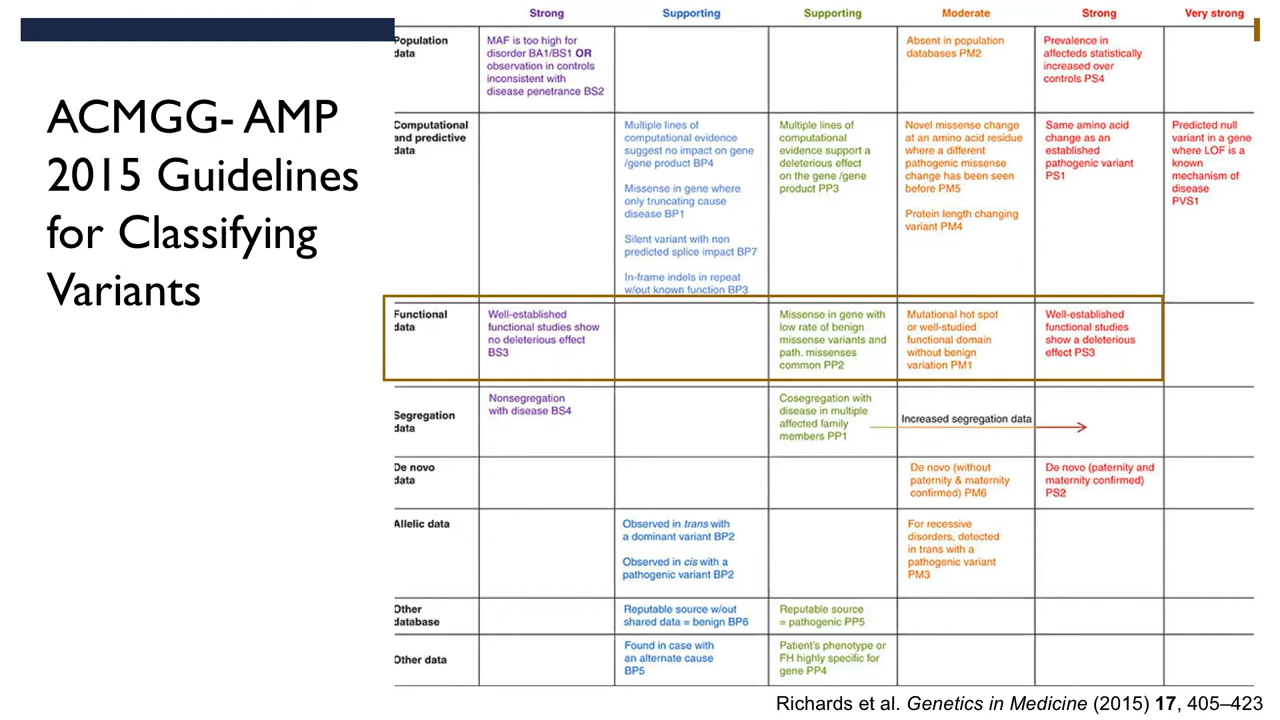 ACMGG- AMP
2015 Guidelines
for Classifying
Variants
Strong
Supporting
Supporting
Moderate
Strong
Very strong
Population
data
MAF is too high for
disorder BA1/BS1 OR
observation in controls
inconsistent with
disease penetrance BS2
Absent in population
databases PM2
Prevalence in
affecteds statistically
increased over
controls PS4
Computational
and predictive
data
Multiple lines of
computational evidence
suggest no impact on gene
/gene product BP4
Missense in gene where
only truncating cause
disease BP1
Silent variant with non
predicted splice impact BP7
In-frame indels in repeat
w/out known function BP3
Multiple lines of
computational
evidence support a
deleterious effect
on the gene /gene
product PP3
Novel missense change
at an amino acid residue
where a different
pathogenic missense
change has been seen
before PM5
Protein length changing
variant PM4
Same amino acid
change as an
established
pathogenic variant
PS1
Predicted null
variant in a gene
where LOF is a
known
mechanism of
disease
PVS1
Functional
data
Well-established
functional studies show
no deleterious effect
BS3
Missense in gene with
low rate of benign
missense variants and
path. missenses
common PP2
Mutational hot spot
or well-studied
functional domain
without benign
variation PM1
Well-established
functional studies
show a deleterious
effect PS3
Segregation
data
Nonsegregation
with disease BS4
Cosegregation with
disease in multiple
affected family
members PP1
Increased segregation data
De novo
data
De novo (without
paternity & maternity
confirmed) PM6
De novo (paternity and
maternity confirmed)
PS2
Allelic data
Observed in trans with
a dominant variant BP2
Observed in cis with a
pathogenic variant BP2
For recessive
disorders, detected
in trans with a
pathogenic variant
PM3
Other
database
Reputable source w/out
shared data = benign BP6
Reputable source
= pathogenic PP5
Other data
Found in case with
an alternate cause
BP5
Patient's phenotype or
FH highly specific for
gene PP4
Richards et al. Genetics in Medicine (2015) 17, 405–423